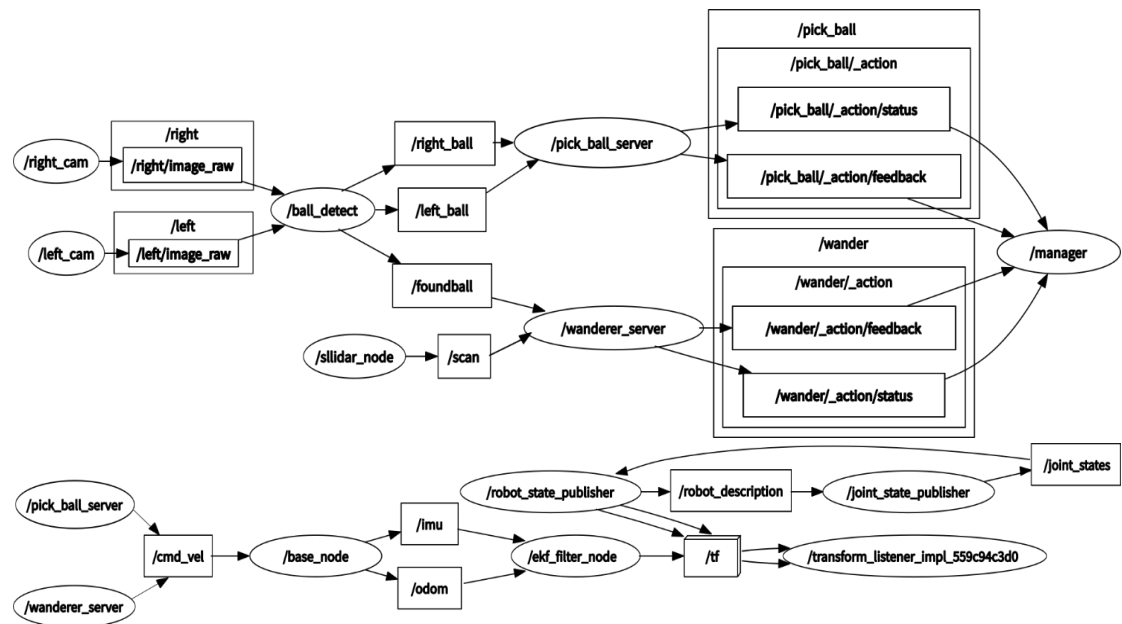 /pick_ball
/pick_ball/_action
/pick_ball/_action/status
/right
/right_ball
/pick_ball_server
/right_cam
/right/image_raw
/pick_ball/_action/feedback
/ball_detect
/left_ball
/left
/left_cam
/left/image_raw
/wander
/manager
/wander/_action
/foundball
/wanderer_server
/wander/_action/feedback
/sllidar_node
/scan
/wander/_action/status
/joint_states
/pick_ball_server
/robot_state_publisher
/robot_description
/joint_state_publisher
/imu
/cmd_vel
/base_node
/ekf_filter_node
/tf
/transform_listener_impl_559c94c3d0
/odom
/wanderer_server